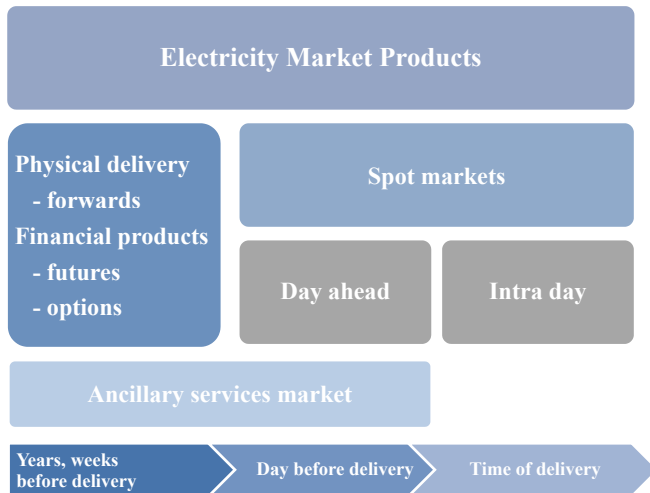 Electricity Market Products
Physical delivery
- forwards
Financial products
- futures
- options
Spot markets
Day ahead
Intra day
Ancillary services market
Years, weeks
before delivery
Day before delivery
Time of delivery